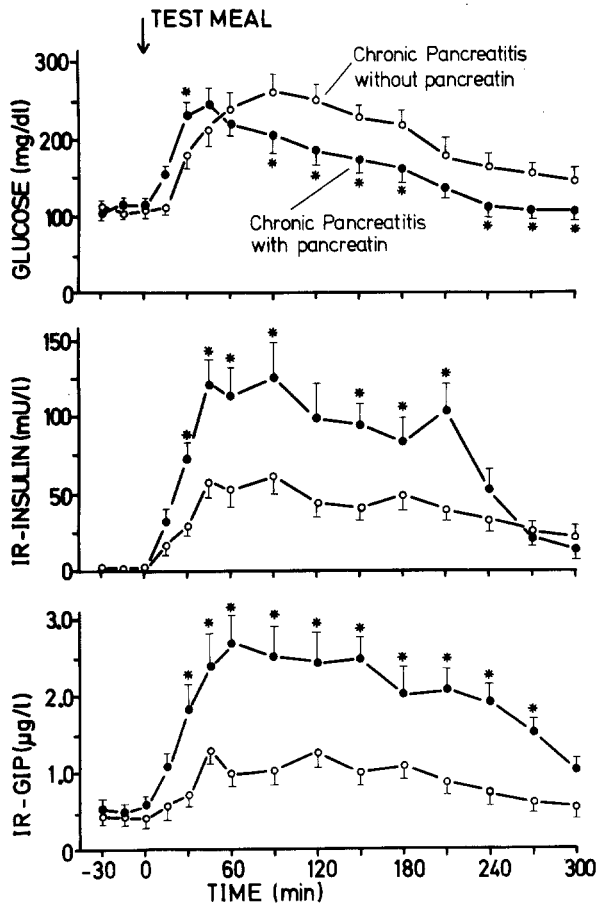 TEST MEAL
Chronic Pancreatitis
without pancreatin
300
200
100
0
GLUCOSE (mg/dl)
*
* * * * * * *
Chronic Pancreatitis
with pancreatin
150
100
50
0
IR-INSULIN (mU/l)
* * * * * * *
3.0
2.0
1.0
0
IR-GIP (µg/l)
* * * * * * * * * *
-30 0 60 120 180 240 300
TIME (min)